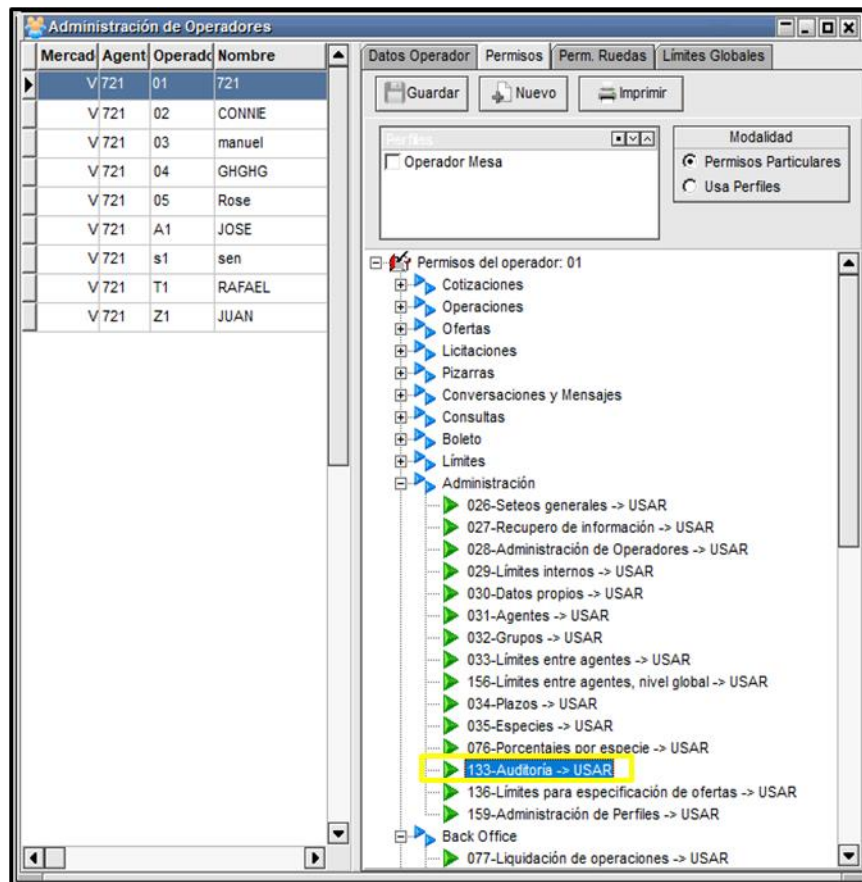 Administración de Operadores
Mercad Agent Operadc Nombre
V 721 01 721
V 721 02 CONNIE
V 721 03 manuel
V 721 04 GHGHG
V 721 05 Rose
V 721 A1 JOSE
V 721 s1 sen
V 721 T1 RAFAEL
V 721 Z1 JUAN
Datos Operador Permisos Perm. Ruedas Límites Globales
Guardar Nuevo Imprimir
Perfiles
Operador Mesa
Modalidad
Permisos Particulares
Usa Perfiles
Permisos del operador: 01
Cotizaciones
Operaciones
Ofertas
Licitaciones
Pizarras
Conversaciones y Mensajes
Consultas
Boleto
Límites
Administración
026-Seteos generales -> USAR
027-Recupero de información -> USAR
028-Administración de Operadores -> USAR
029-Límites internos -> USAR
030-Datos propios -> USAR
031-Agentes -> USAR
032-Grupos -> USAR
033-Límites entre agentes -> USAR
156-Límites entre agentes, nivel global -> USAR
034-Plazos -> USAR
035-Especies -> USAR
076-Porcentajes por especie -> USAR
133-Auditoría -> USAR
136-Límites para especificación de ofertas -> USAR
159-Administración de Perfiles -> USAR
Back Office
077-Liquidación de operaciones -> USAR